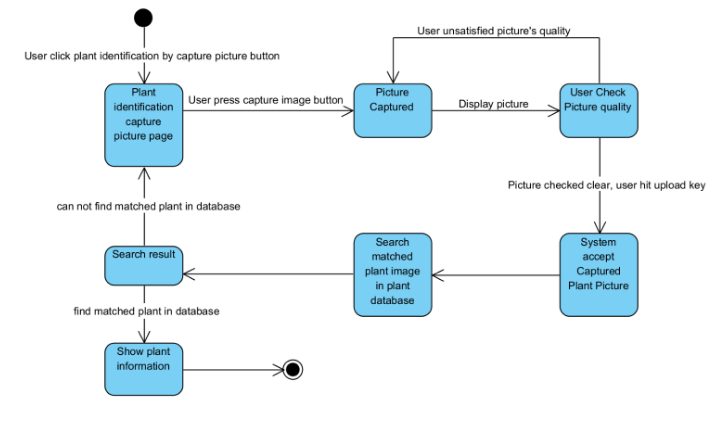 User unsatisfied picture's quality
User click plant identification by capture picture button
Plant
identification
capture
picture page
User press capture image button
Picture
Captured
Display picture
User Check
Picture quality
Picture checked clear, user hit upload key
can not find matched plant in database
Search result
Search
matched
plant image
in plant
database
System
accept
Captured
Plant Picture
find matched plant in database
Show plant
information